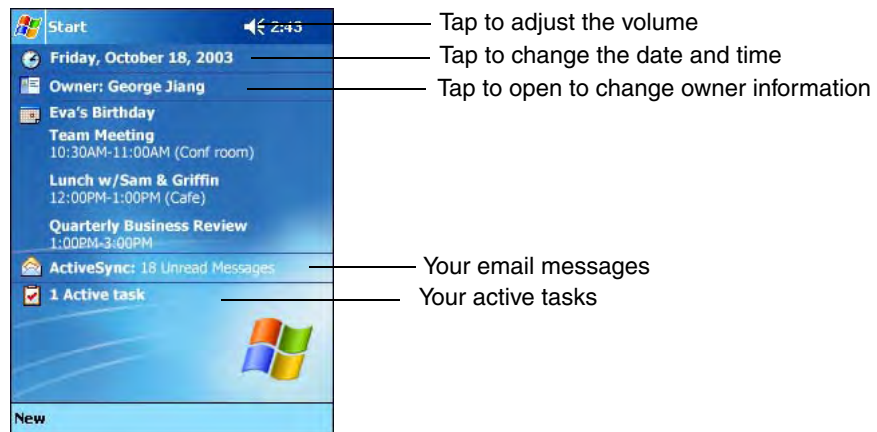 Start 2:43
Tap to adjust the volume
Friday, October 18, 2003
Tap to change the date and time
Owner: George Jiang
Tap to open to change owner information
Eva's Birthday
Team Meeting
10:30AM-11:00AM (Conf room)
Lunch w/Sam & Griffin
12:00PM-1:00PM (Cafe)
Quarterly Business Review
1:00PM-3:00PM
ActiveSync: 18 Unread Messages
Your email messages
1 Active task
Your active tasks
New